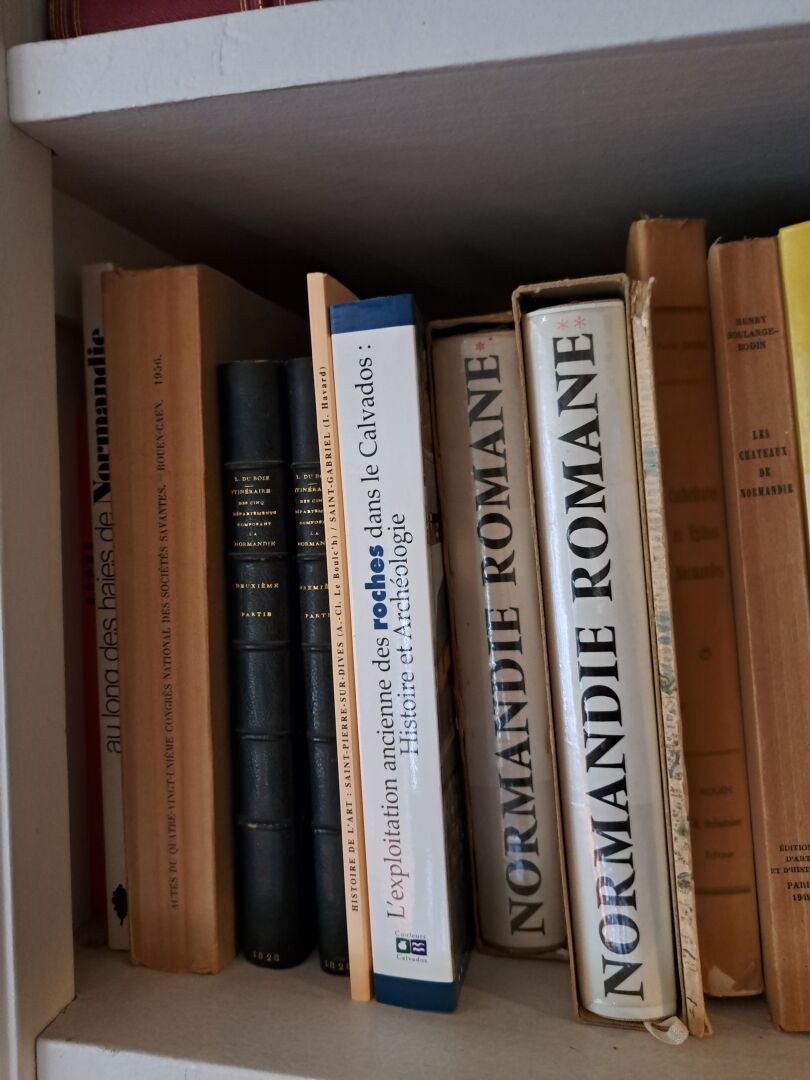 au long des haies de Normandie
ACTES DU QUATRE-VINGT-UNIÈME CONGRÈS NATIONAL DES SOCIÉTÉS SAVANTES. ROUEN-CAEN. 1956.
L. DU BOIS
ITINÉRAIRE
DES CINQ
DÉPARTEMENTS
COMPOSANT
LA
NORMANDIE
DEUXIÈME
PARTIE
1828
L. DU BOIS
ITINÉRAIRE
DES CINQ
DÉPARTEMENTS
COMPOSANT
LA
NORMANDIE
PREMIÈRE
PARTIE
HISTOIRE DE L'ART : SAINT-PIERRE-SUR-DIVES (A.-Cl. Le Boulc'h) / SAINT-GABRIEL (I. Havard)
L'exploitation ancienne des roches dans le Calvados :
Histoire et Archéologie
Couleurs
Calvados
NORMANDIE ROMANE *
NORMANDIE ROMANE **
ROUEN
HENRY
SOULANGE-
BODIN
LES
CHATEAUX
DE
NORMANDIE